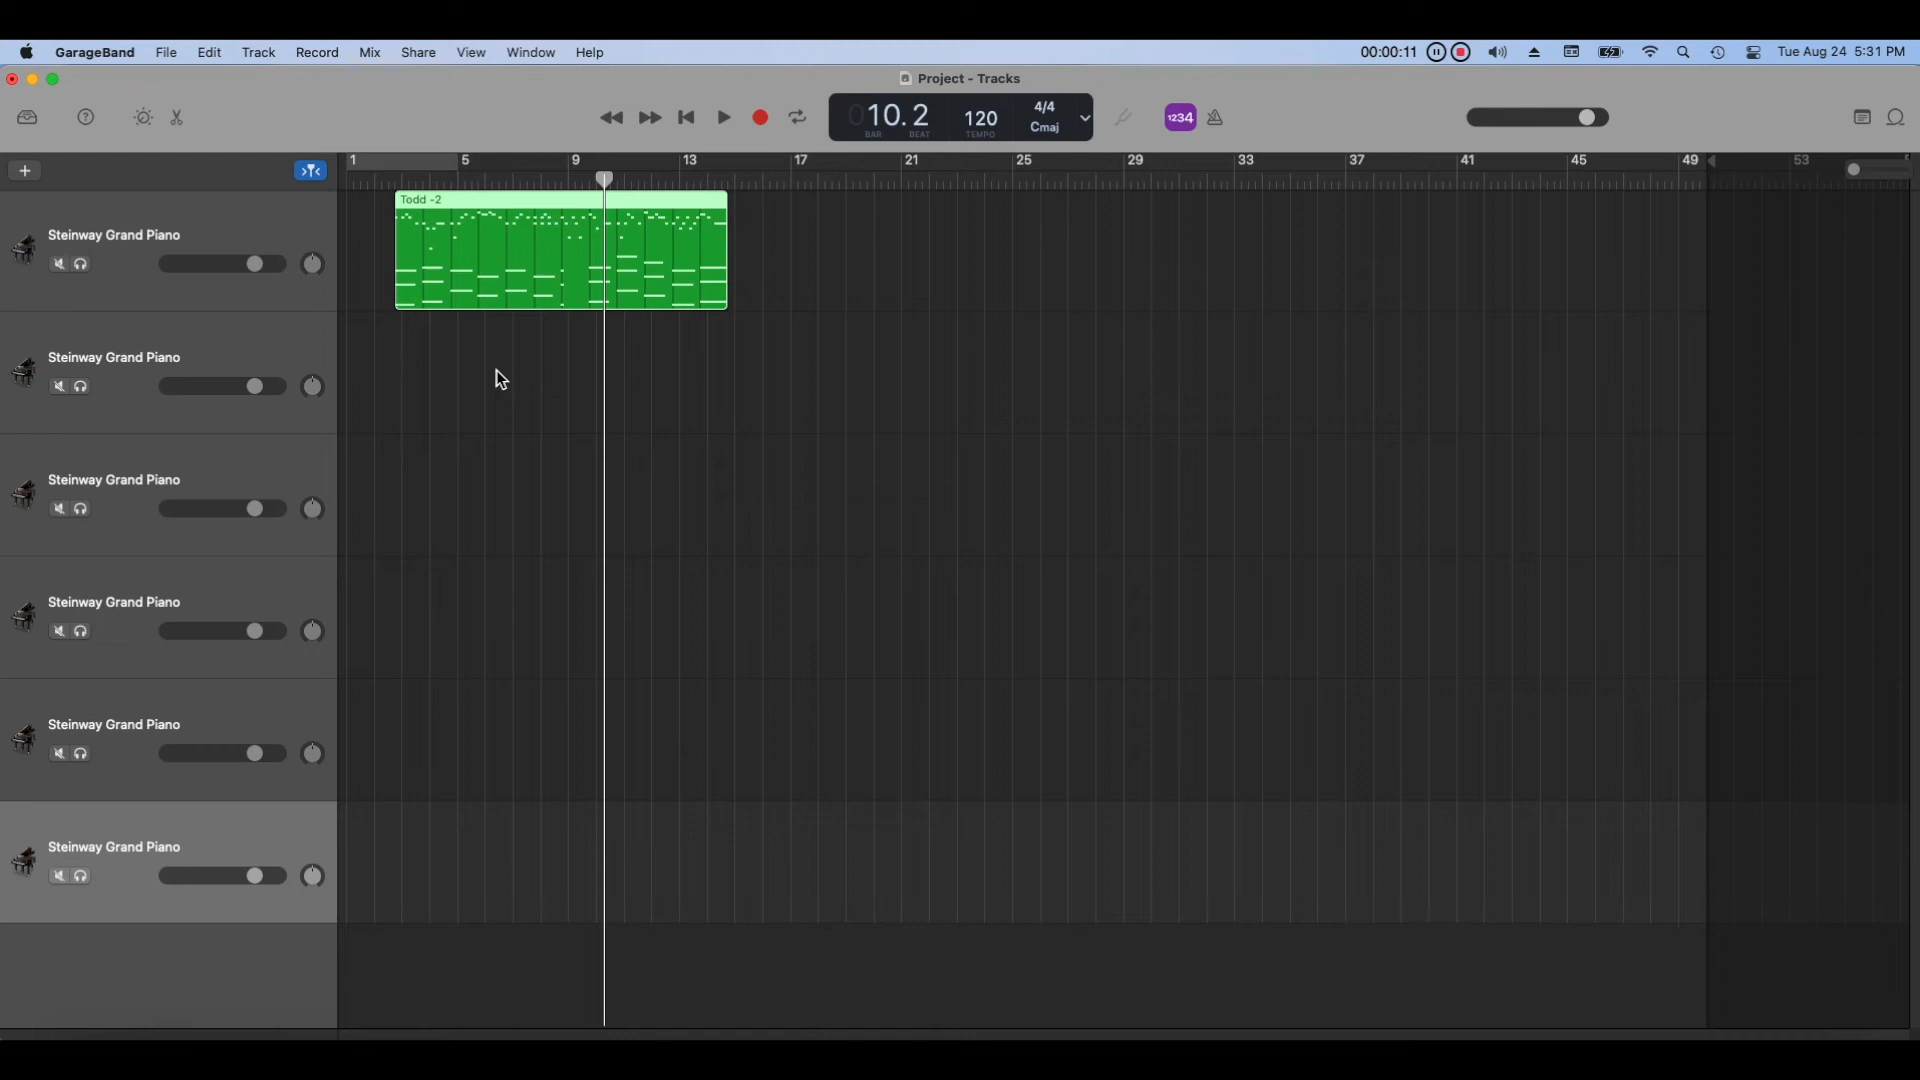 GarageBand File Edit Track Record Mix Share View Window Help 00:00:11 Tue Aug 24 5:31 PM
Project - Tracks
010.2 120 4/4 Cmaj 1234
BAR BEAT TEMPO
1 5 9 13 17 21 25 29 33 37 41 45 49 53
Todd -2
Steinway Grand Piano
Steinway Grand Piano
Steinway Grand Piano
Steinway Grand Piano
Steinway Grand Piano
Steinway Grand Piano